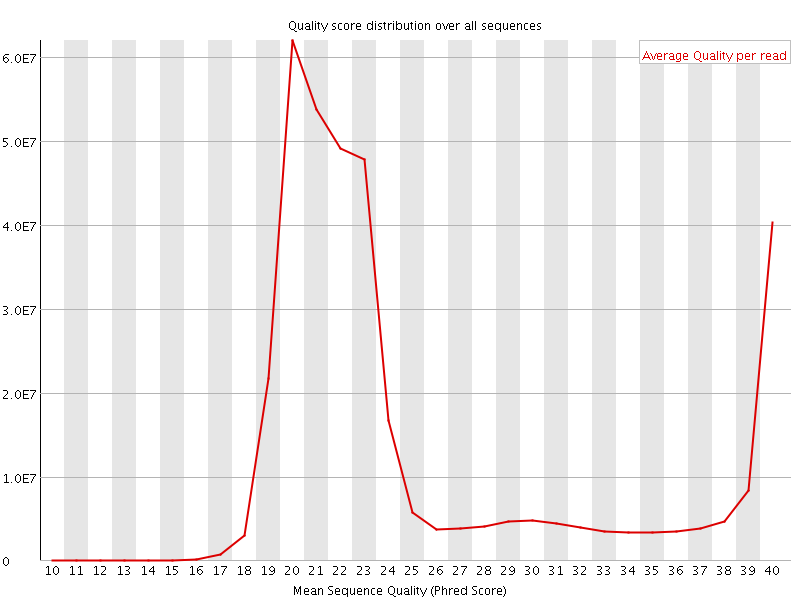 Quality score distribution over all sequences
Average Quality per read
6.0E7
5.0E7
4.0E7
3.0E7
2.0E7
1.0E7
0
10 11 12 13 14 15 16 17 18 19 20 21 22 23 24 25 26 27 28 29 30 31 32 33 34 35 36 37 38 39 40
Mean Sequence Quality (Phred Score)